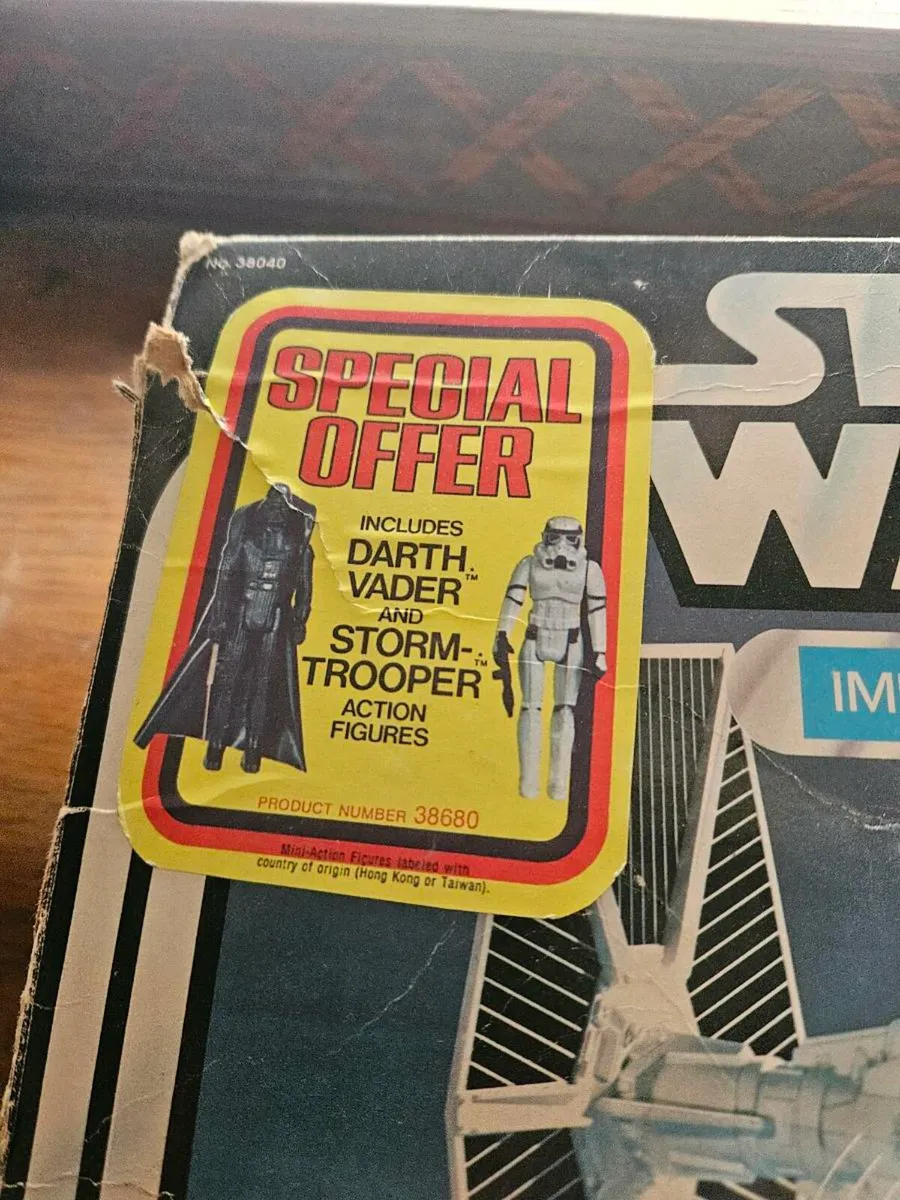 No. 38040
SPECIAL
OFFER
INCLUDES
DARTH
VADER™
AND
STORM-
TROOPER™
ACTION
FIGURES
PRODUCT NUMBER 38680
Mini-Action Figures labeled with
country of origin (Hong Kong or Taiwan).
ST
W
IM